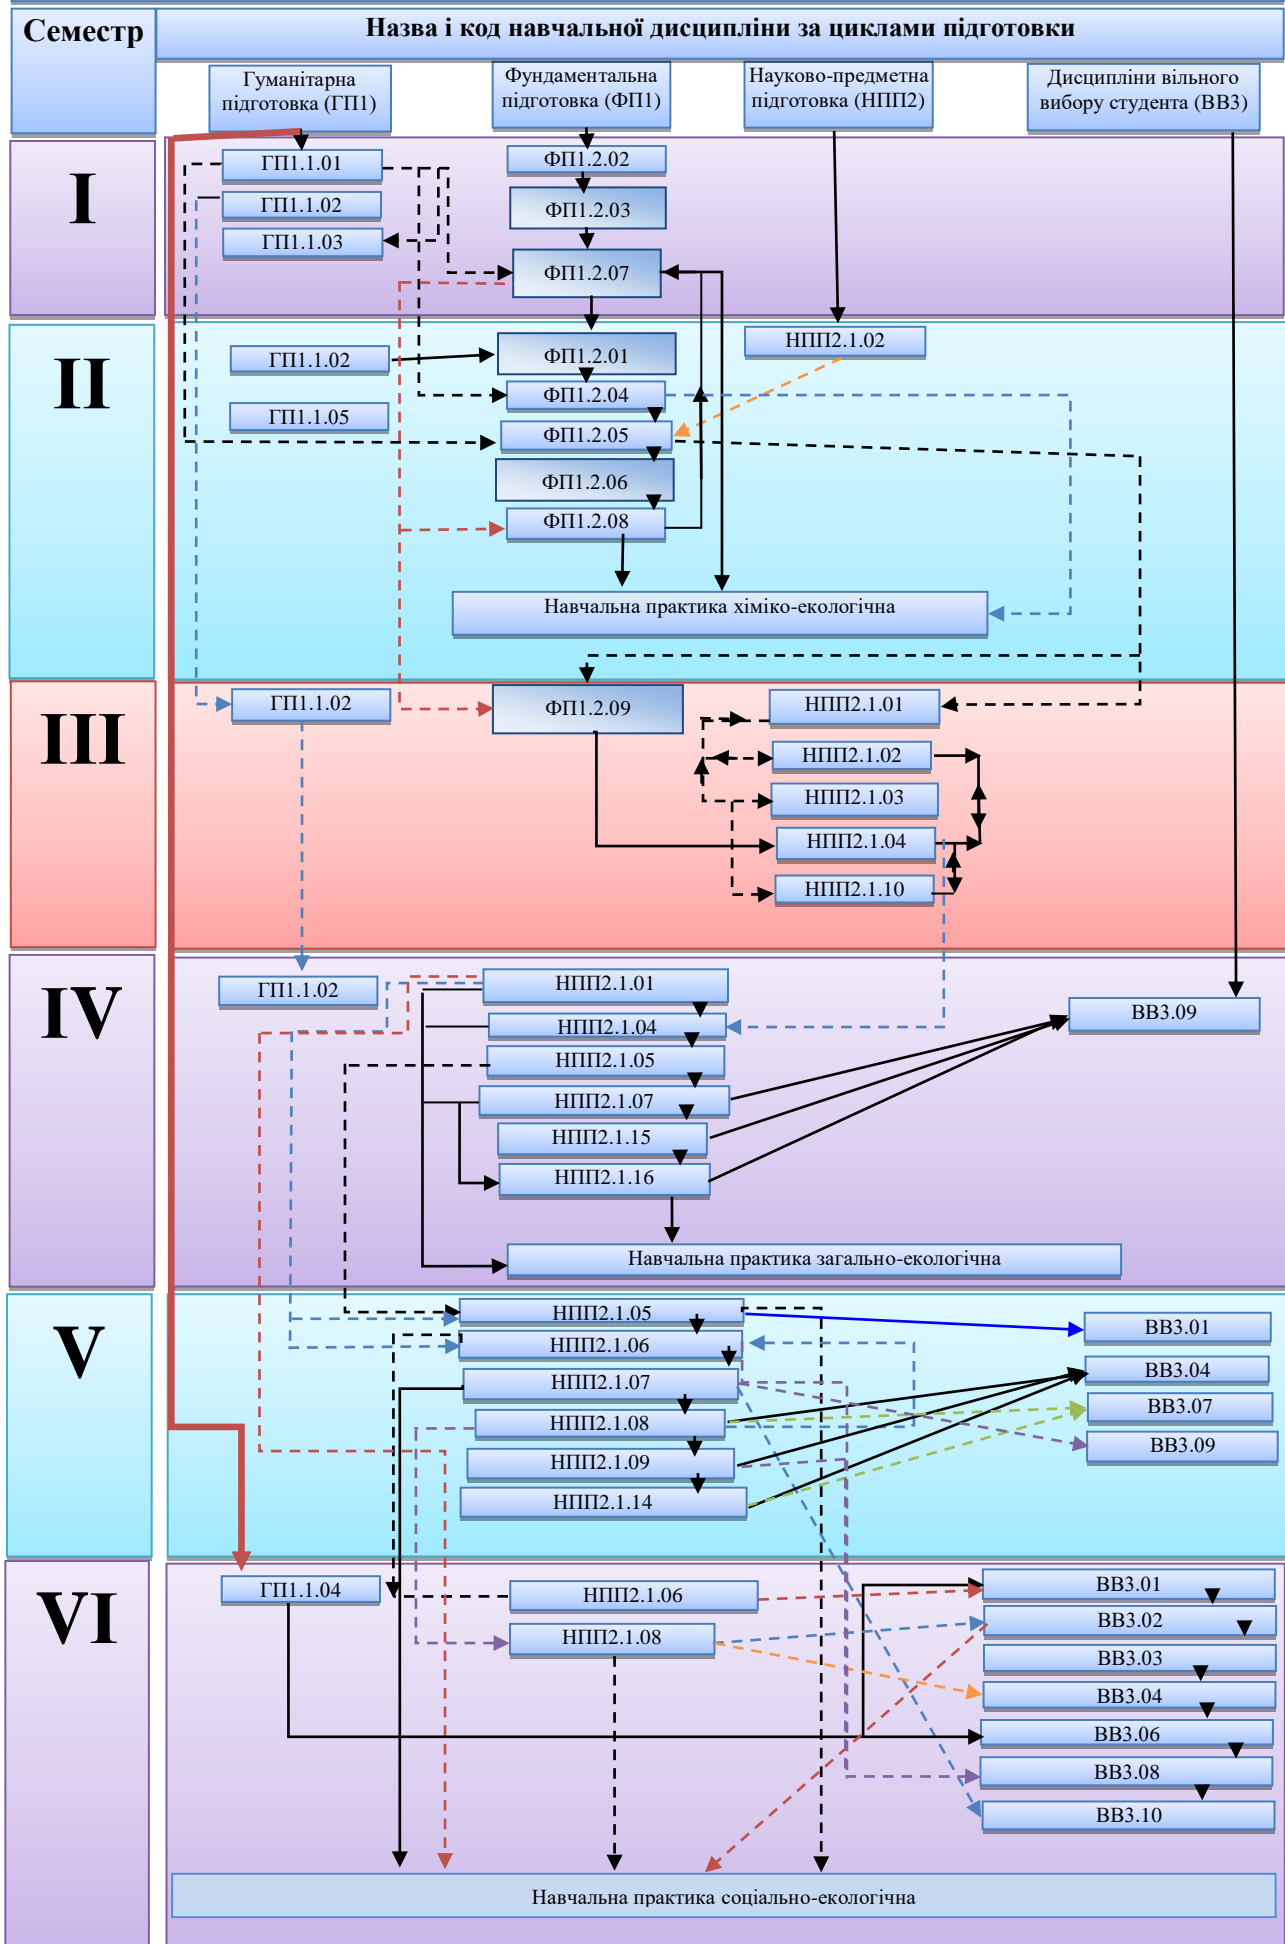 Семестр
Назва і код навчальної дисципліни за циклами підготовки
Гуманітарна
підготовка (ГП1)
Фундаментальна
підготовка (ФП1)
Науково-предметна
підготовка (НПП2)
Дисципліни вільного
вибору студента (ВВ3)
I
ГП1.1.01
ФП1.2.02
ГП1.1.02
ФП1.2.03
ГП1.1.03
ФП1.2.07
II
НПП2.1.02
ГП1.1.02
ФП1.2.01
ФП1.2.04
ГП1.1.05
ФП1.2.05
ФП1.2.06
ФП1.2.08
Навчальна практика хіміко-екологічна
III
ГП1.1.02
ФП1.2.09
НПП2.1.01
НПП2.1.02
НПП2.1.03
НПП2.1.04
НПП2.1.10
IV
ГП1.1.02
НПП2.1.01
ВВ3.09
НПП2.1.04
НПП2.1.05
НПП2.1.07
НПП2.1.15
НПП2.1.16
Навчальна практика загально-екологічна
V
НПП2.1.05
ВВ3.01
НПП2.1.06
ВВ3.04
НПП2.1.07
ВВ3.07
НПП2.1.08
ВВ3.09
НПП2.1.09
НПП2.1.14
VI
ГП1.1.04
НПП2.1.06
ВВ3.01
НПП2.1.08
ВВ3.02
ВВ3.03
ВВ3.04
ВВ3.06
ВВ3.08
ВВ3.10
Навчальна практика соціально-екологічна